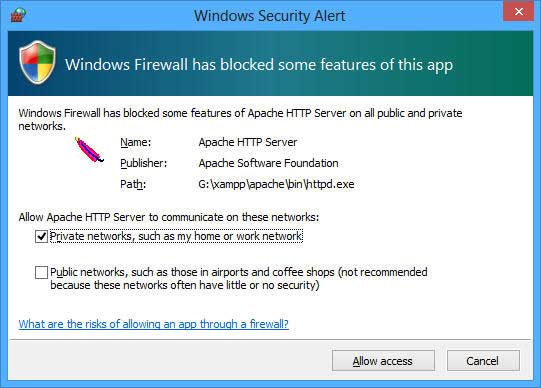 Windows Security Alert
Windows Firewall has blocked some features of this app
Windows Firewall has blocked some features of Apache HTTP Server on all public and private
networks.
Name: Apache HTTP Server
Publisher: Apache Software Foundation
Path: G:\xampp\apache\bin\httpd.exe
Allow Apache HTTP Server to communicate on these networks:
Private networks, such as my home or work network
Public networks, such as those in airports and coffee shops (not recommended
because these networks often have little or no security)
What are the risks of allowing an app through a firewall?
Allow access Cancel